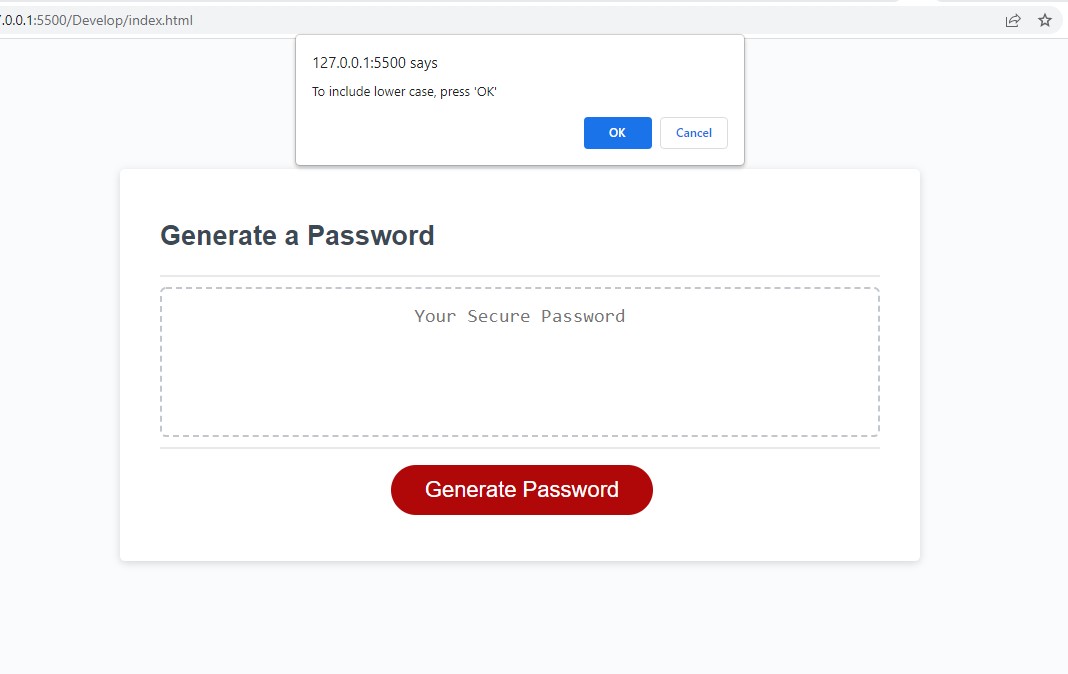 .0.0.1:5500/Develop/index.html
127.0.0.1:5500 says
To include lower case, press 'OK'
OK
Cancel
Generate a Password
Your Secure Password
Generate Password